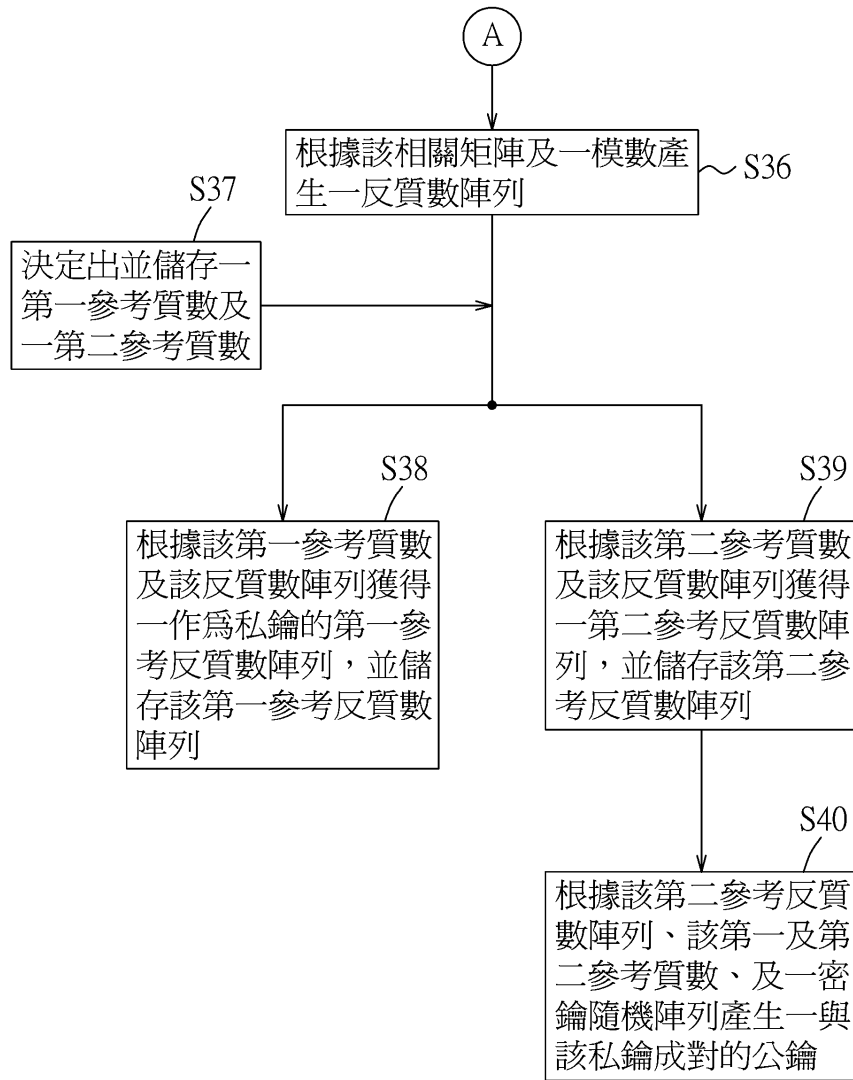 A
根據該相關矩陣及一模數產
生一反質數陣列
S36
S37
決定出並儲存一
第一參考質數及
一第二參考質數
S38
根據該第一參考質數
及該反質數陣列獲得
一作爲私鑰的第一參
考反質數陣列，並儲
存該第一參考反質數
陣列
S39
根據該第二參考質數
及該反質數陣列獲得
一第二參考反質數陣
列，並儲存該第二參
考反質數陣列
S40
根據該第二參考反質
數陣列、該第一及第
二參考質數、及一密
鑰隨機陣列產生一與
該私鑰成對的公鑰